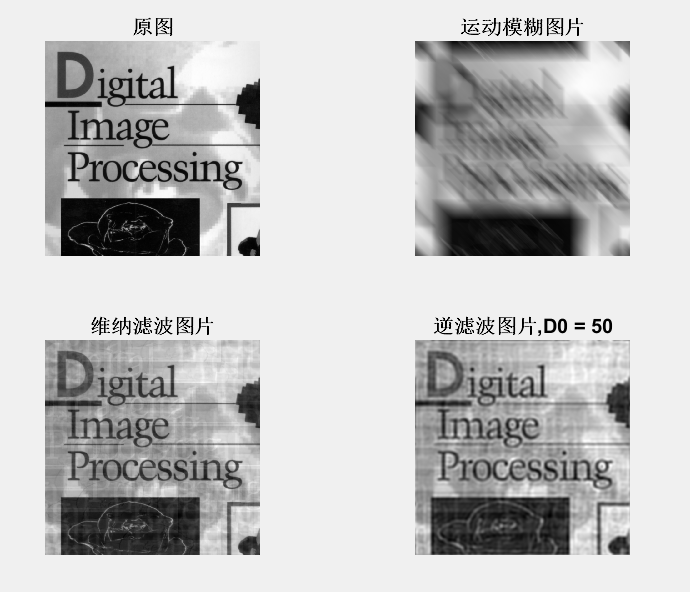 原图
Digital
Image
Processing
运动模糊图片
维纳滤波图片
Digital
Image
Processing
逆滤波图片,D0 = 50
Digital
Image
Processing